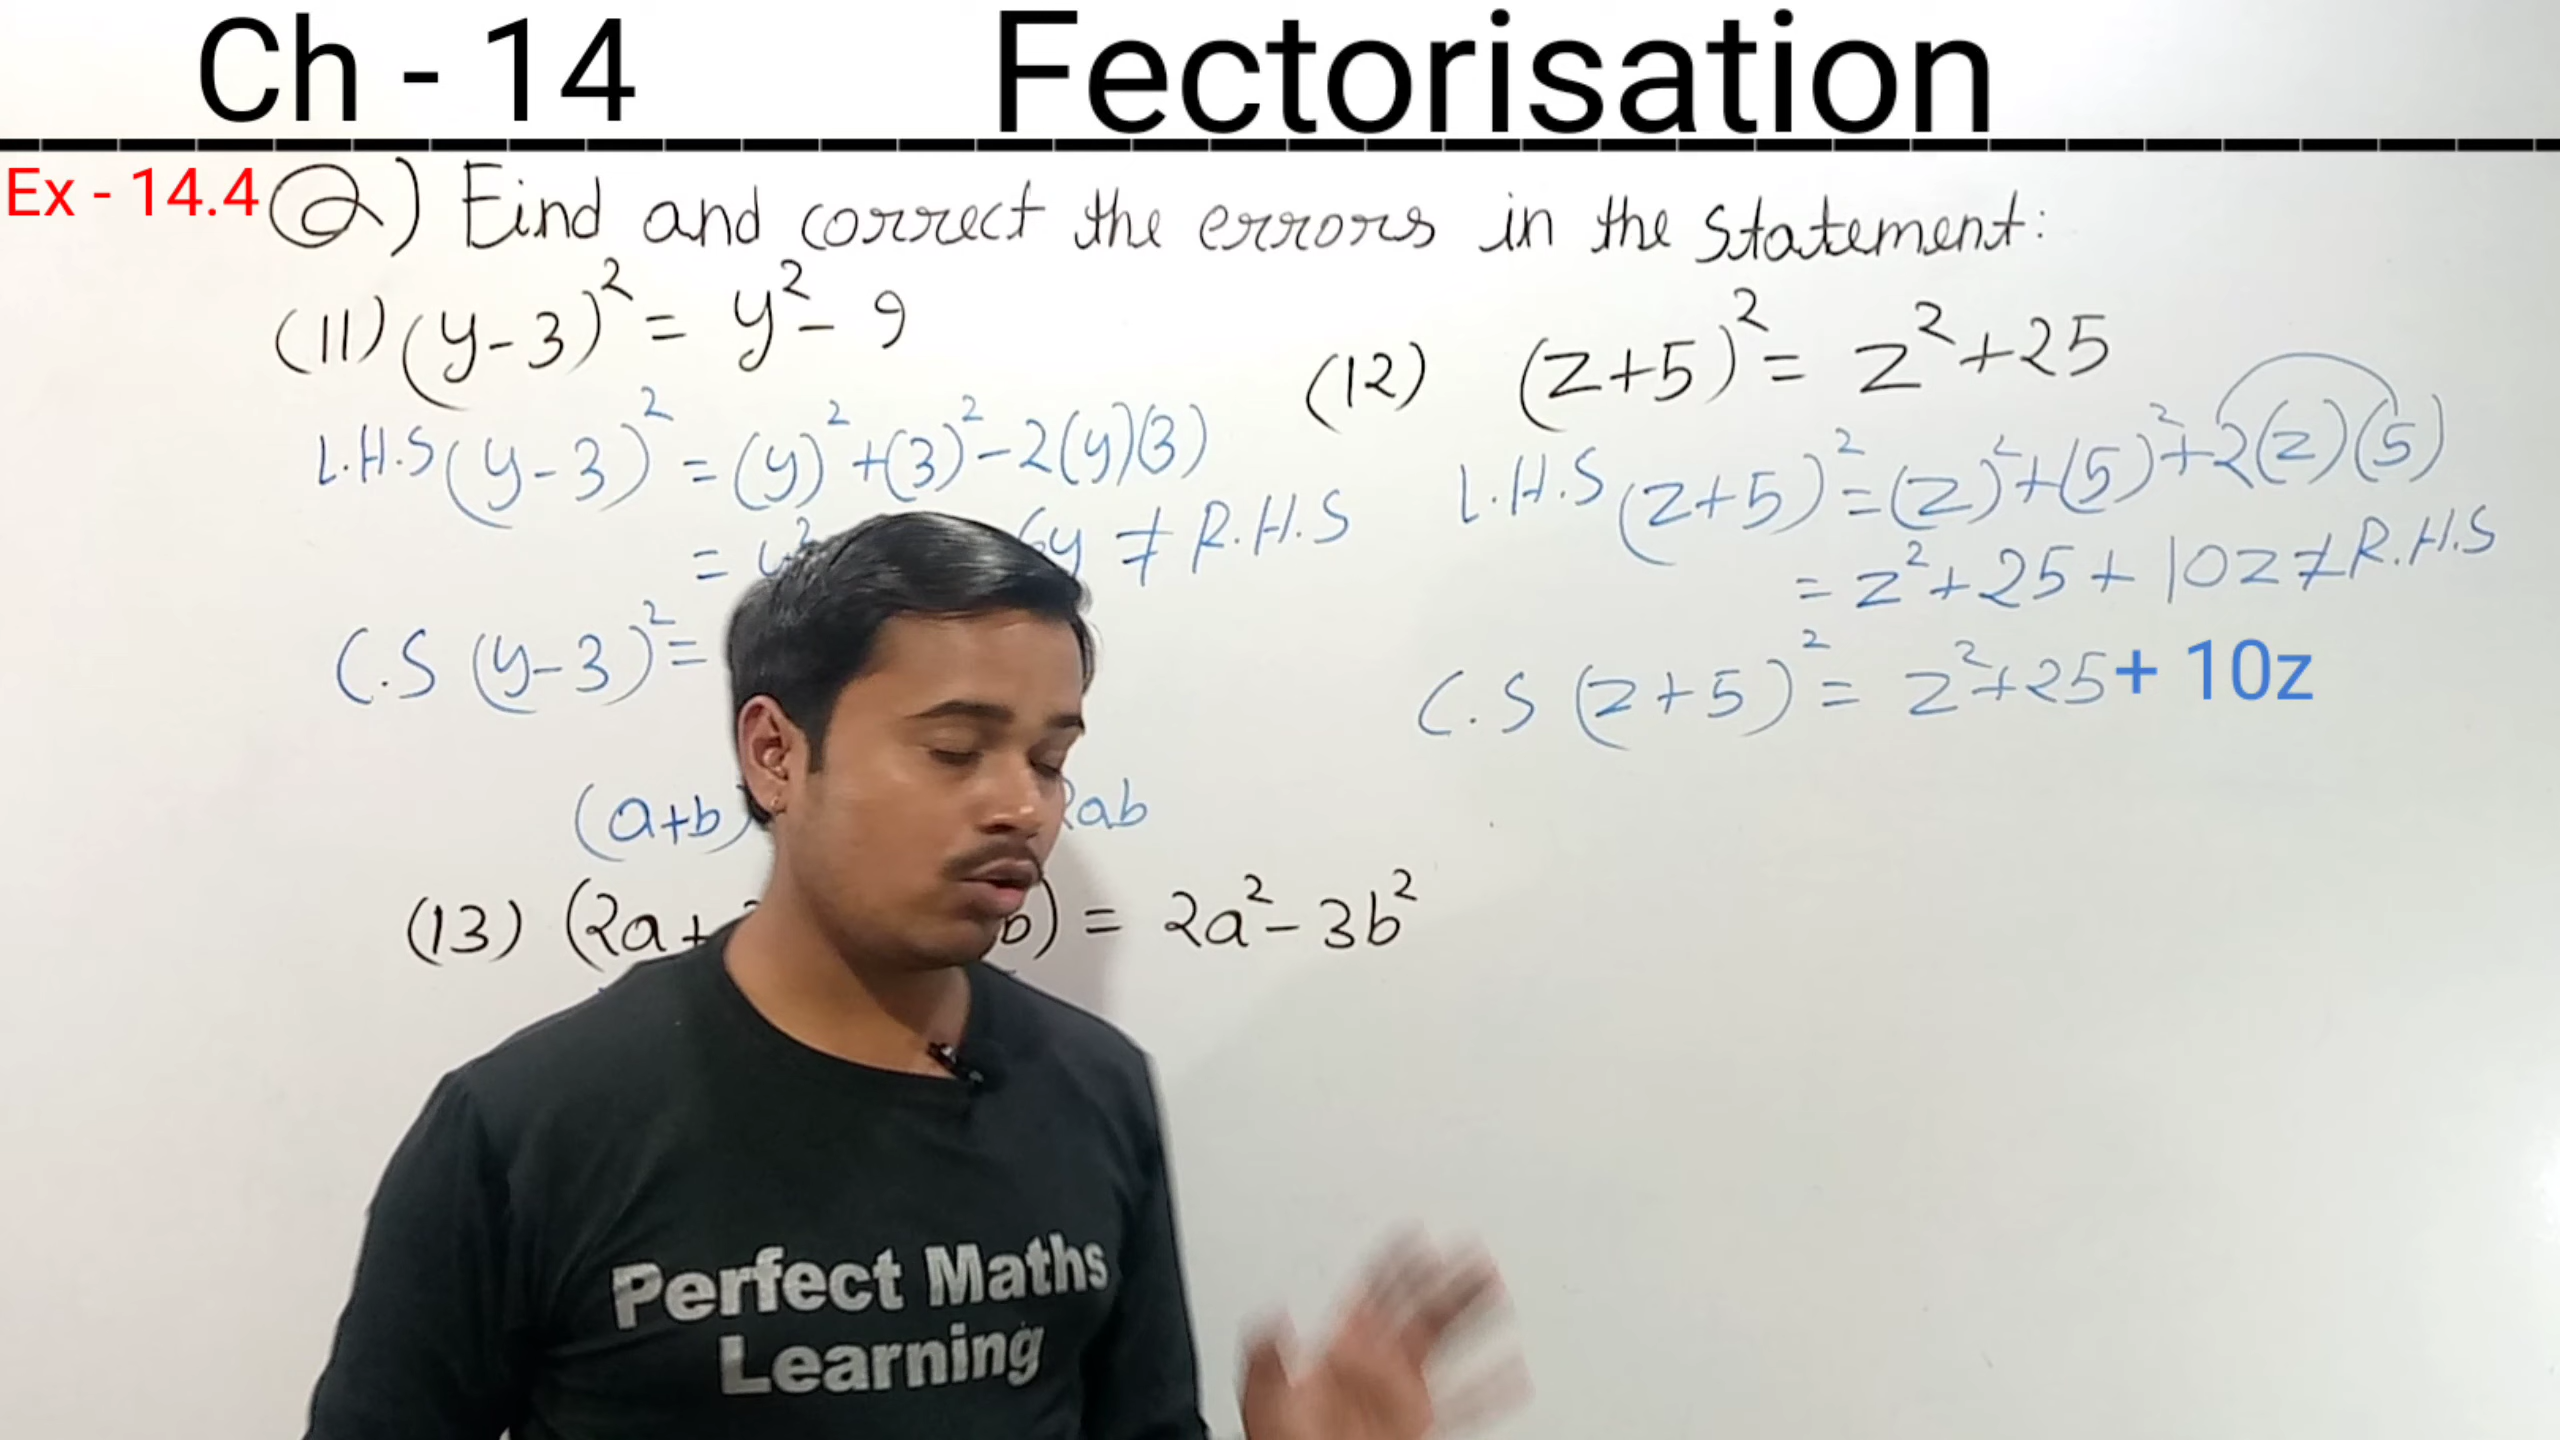 Ch - 14 Fectorisation
Ex - 14.4 Q) Find and correct the errors in the statement:
(11) (y-3)² = y² - 9
L.H.S (y-3)² = (y)² + (3)² - 2(y)(3)
= 6y ≠ R.H.S
C.S (y-3)² =
(a+b) 2ab
(13) (2a+ b) = 2a² - 3b²
(12) (z+5)² = z² + 25
L.H.S (z+5)² = (z)² + (5)² + 2(z)(5)
= z² + 25 + 10z ≠ R.H.S
C.S (z+5)² = z² + 25 + 10z
Perfect Maths
Learning